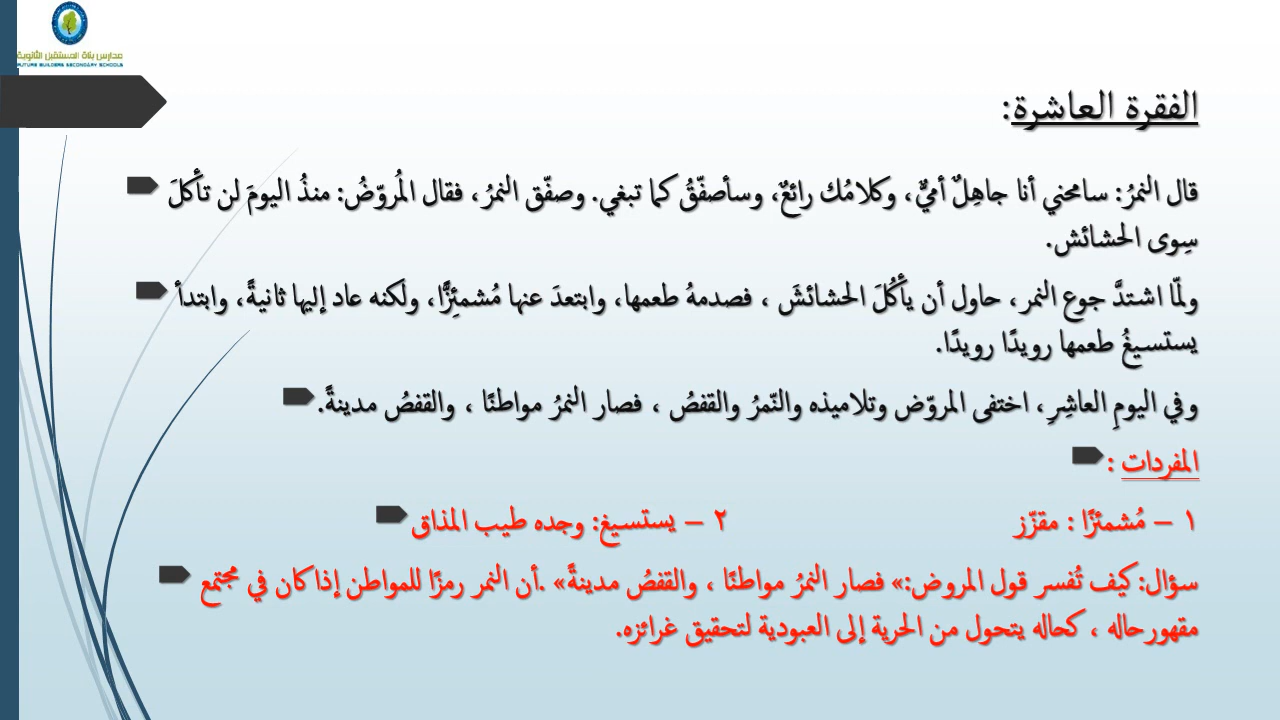 مدارس بناة المستقبل الثانوية
FUTURE BUILDERS SECONDARY SCHOOLS
الفقرة العاشرة:
قال النمرُ: سامحني أنا جاهِلٌ أميٌّ، وكلامُك رائعٌ، وسأصفّقُ كما تبغي. وصفّق النمرُ، فقال المُروّضُ: منذُ اليومَ لن تأكلَ
سِوى الحشائش.
ولمّا اشتدَّ جوع النمر، حاول أن يأكُلَ الحشائشَ ، فصدمهُ طعمها، وابتعدَ عنها مُشمئِزًّا، ولكنه عاد إليها ثانيةً، وابتدأ
يستسيغُ طعمها رويدًا رويدًا.
وفي اليومِ العاشِرِ، اختفى المروّض وتلاميذه والنّمرُ والقفصُ ، فصار النمرُ مواطنًا ، والقفصُ مدينةً.
المفردات :
١ – مُشمئزًا : مقزّز ٢ – يستسيغ: وجده طيب المذاق
سؤال: كيف تُفسر قول المروض:» فصار النمرُ مواطنًا ، والقفصُ مدينةً» .أن النمر رمزًا للمواطن إذاكان في مجتمع
مقهورحاله ، كحاله يتحول من الحرية إلى العبودية لتحقيق غرائزه.